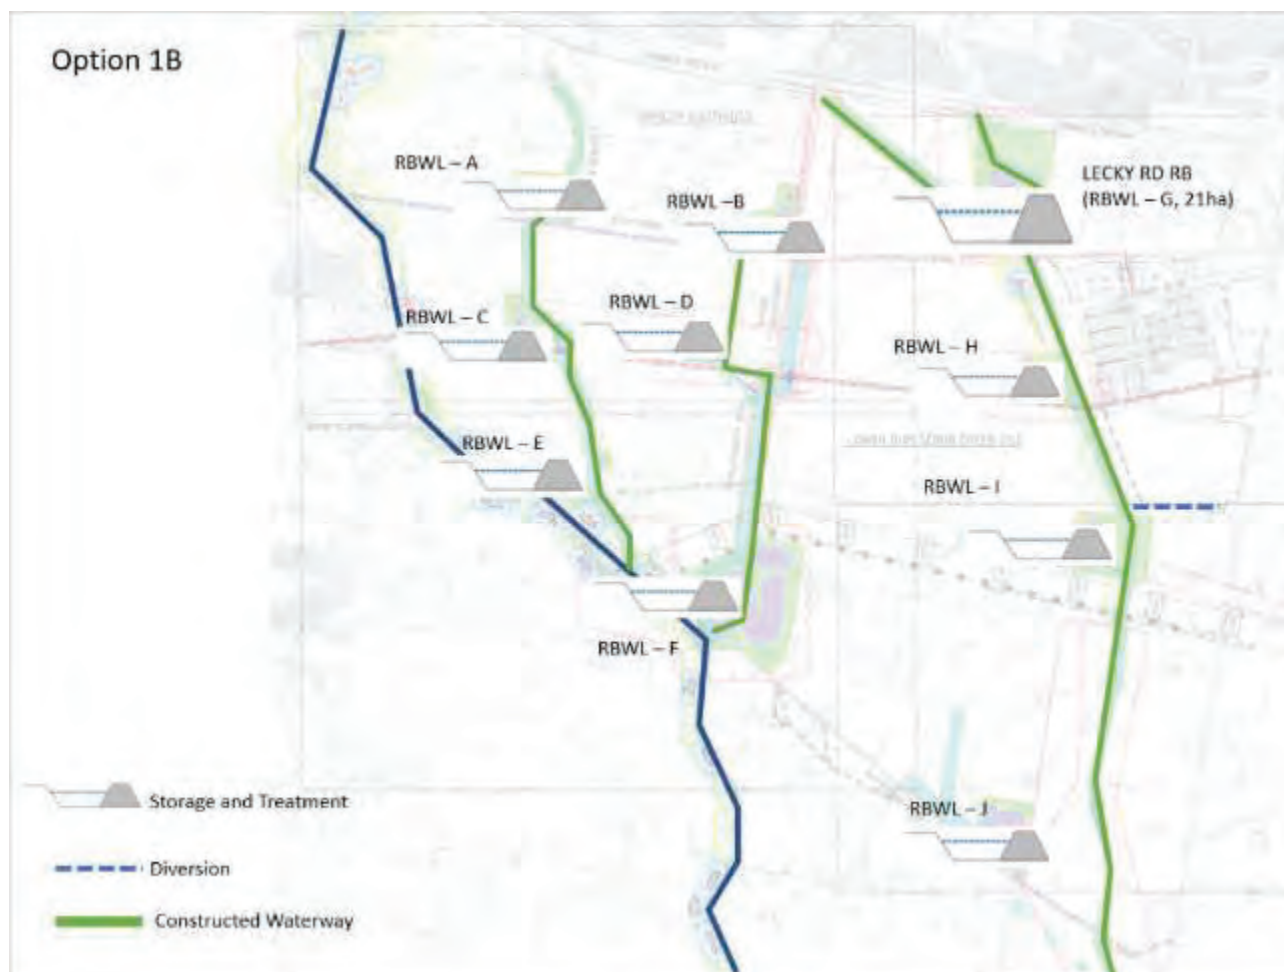 Option 1B
RBWL – A
RBWL –B
LECKY RD RB
(RBWL – G, 21ha)
RBWL – C
RBWL – D
RBWL – H
RBWL – E
RBWL – I
RBWL – F
RBWL – J
Storage and Treatment
Diversion
Constructed Waterway